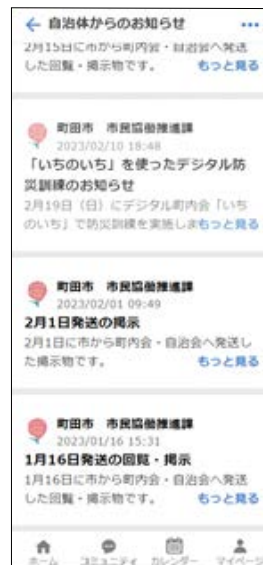 自治体からのお知らせ
2月15日に市から町内会・自治会へ発送
した回覧・掲示物です。 もっと見る
町田市 市民協働推進課
2023/02/10 18:48
「いちのいち」を使ったデジタル防
災訓練のお知らせ
2月19日（日）にデジタル町内会「いち
のいち」で防災訓練を実施しま もっと見る
町田市 市民協働推進課
2023/02/01 09:49
2月1日発送の掲示
2月1日に市から町内会・自治会へ発送し
た掲示物です。 もっと見る
町田市 市民協働推進課
2023/01/16 15:31
1月16日発送の回覧・掲示
1月16日に市から町内会・自治会へ発送
した回覧・掲示物です。 もっと見る
ホーム コミュニティ カレンダー マイページ